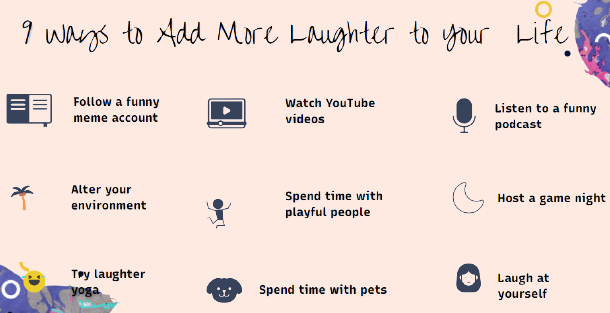 9 Ways to Add More Laughter to your Life
Follow a funny
meme account
Watch YouTube
videos
Listen to a funny
podcast
Alter your
environment
Spend time with
playful people
Host a game night
Try laughter
yoga
Spend time with pets
Laugh at
yourself